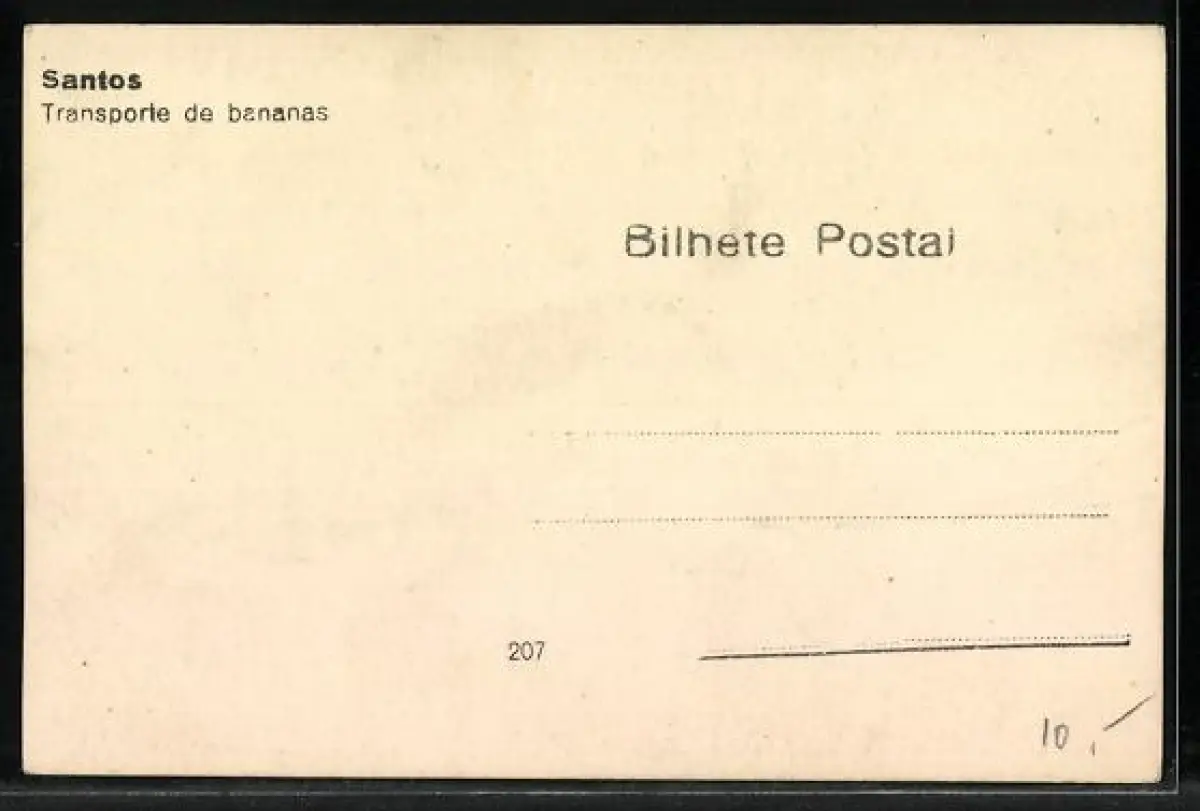 Santos
Transporte de bananas
Bilhete Postal
207
10,-